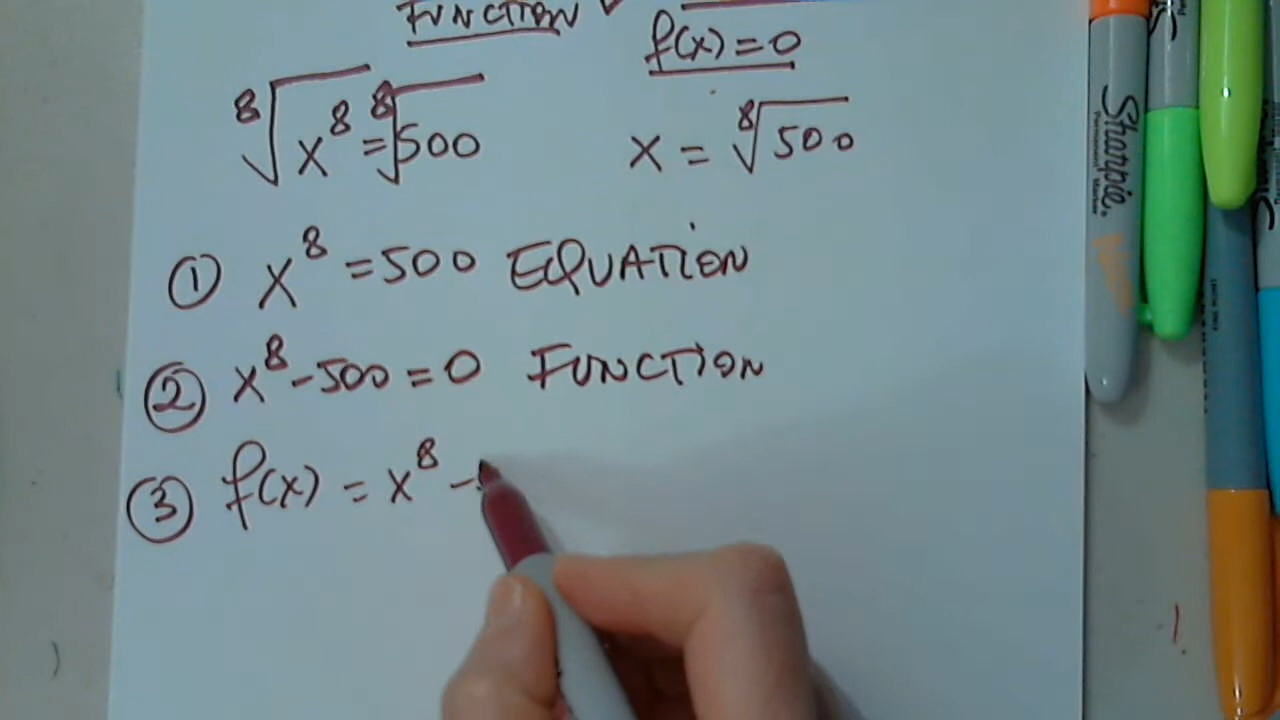 FUNCTION
f(x) = 0
⁸√x⁸ = ⁸√500
x = ⁸√500
① x⁸ = 500 EQUATION
② x⁸ - 500 = 0 FUNCTION
③ f(x) = x⁸ -
Sharpie.